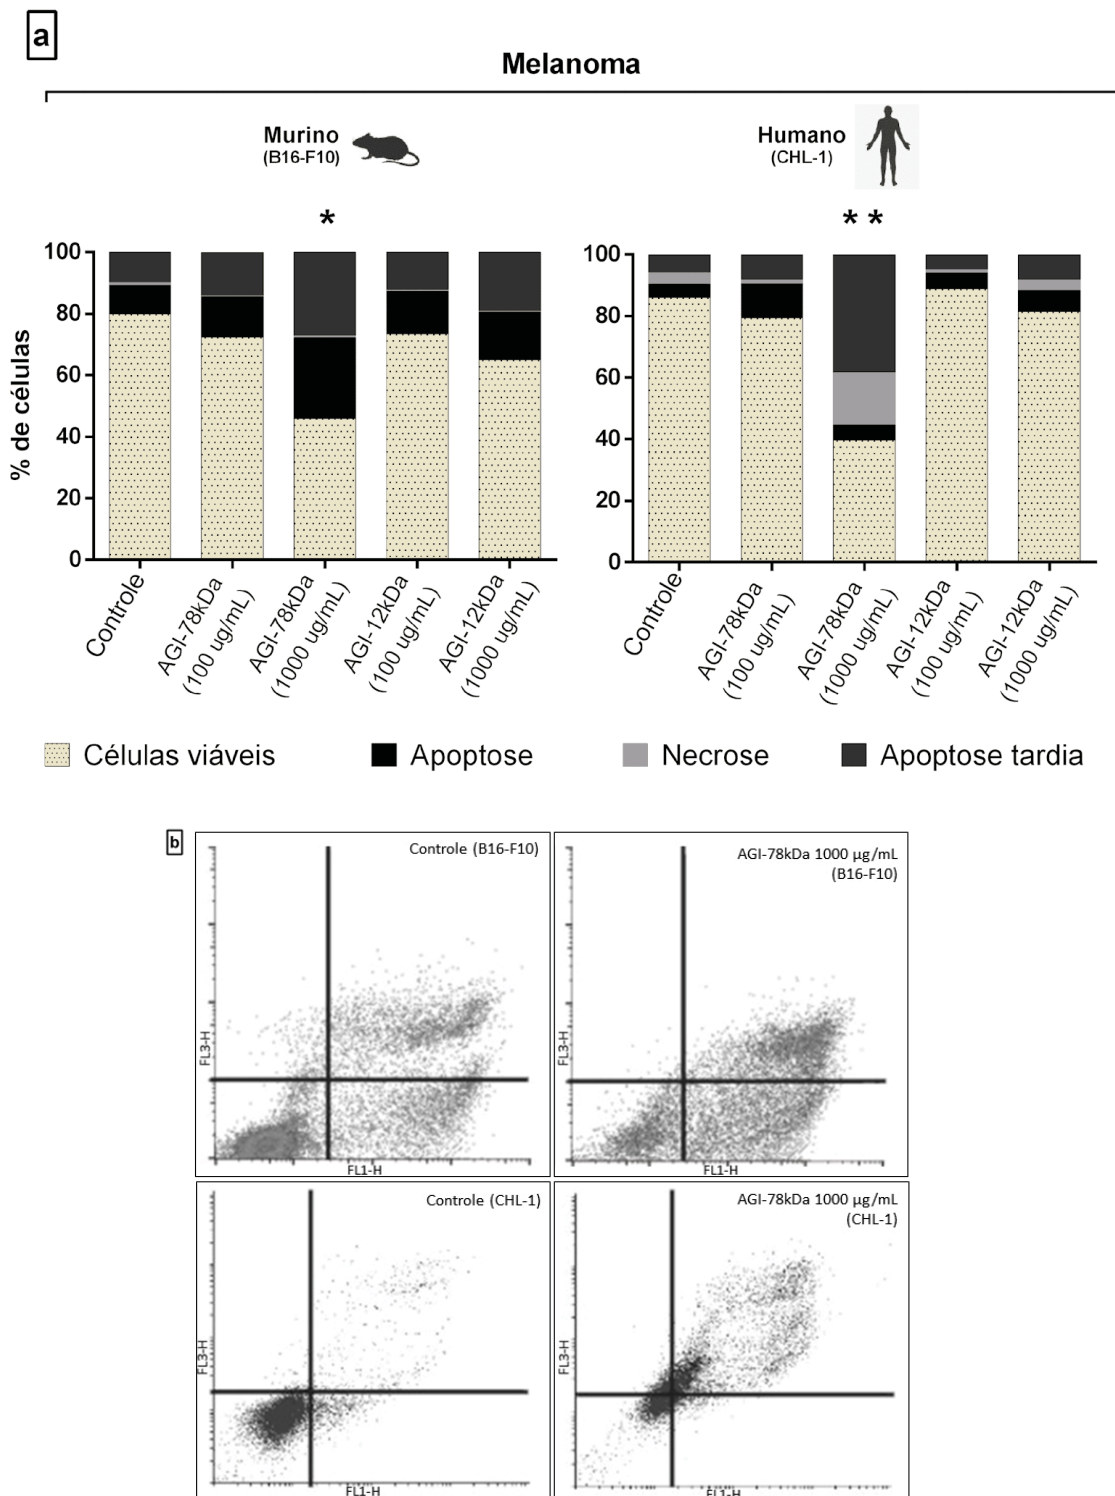 a
Melanoma
Murino
(B16-F10)
Humano
(CHL-1)
*
**
% de células
100
80
60
40
20
0
Controle
AGI-78kDa
(100 ug/mL)
AGI-78kDa
(1000 ug/mL)
AGI-12kDa
(100 ug/mL)
AGI-12kDa
(1000 ug/mL)
100
80
60
40
20
0
Controle
AGI-78kDa
(100 ug/mL)
AGI-78kDa
(1000 ug/mL)
AGI-12kDa
(100 ug/mL)
AGI-12kDa
(1000 ug/mL)
Células viáveis
Apoptose
Necrose
Apoptose tardia
b
Controle (B16-F10)
FL3-H
FL1-H
AGI-78kDa 1000 µg/mL
(B16-F10)
FL3-H
FL1-H
Controle (CHL-1)
FL3-H
FL1-H
AGI-78kDa 1000 µg/mL
(CHL-1)
FL3-H
FL1-H